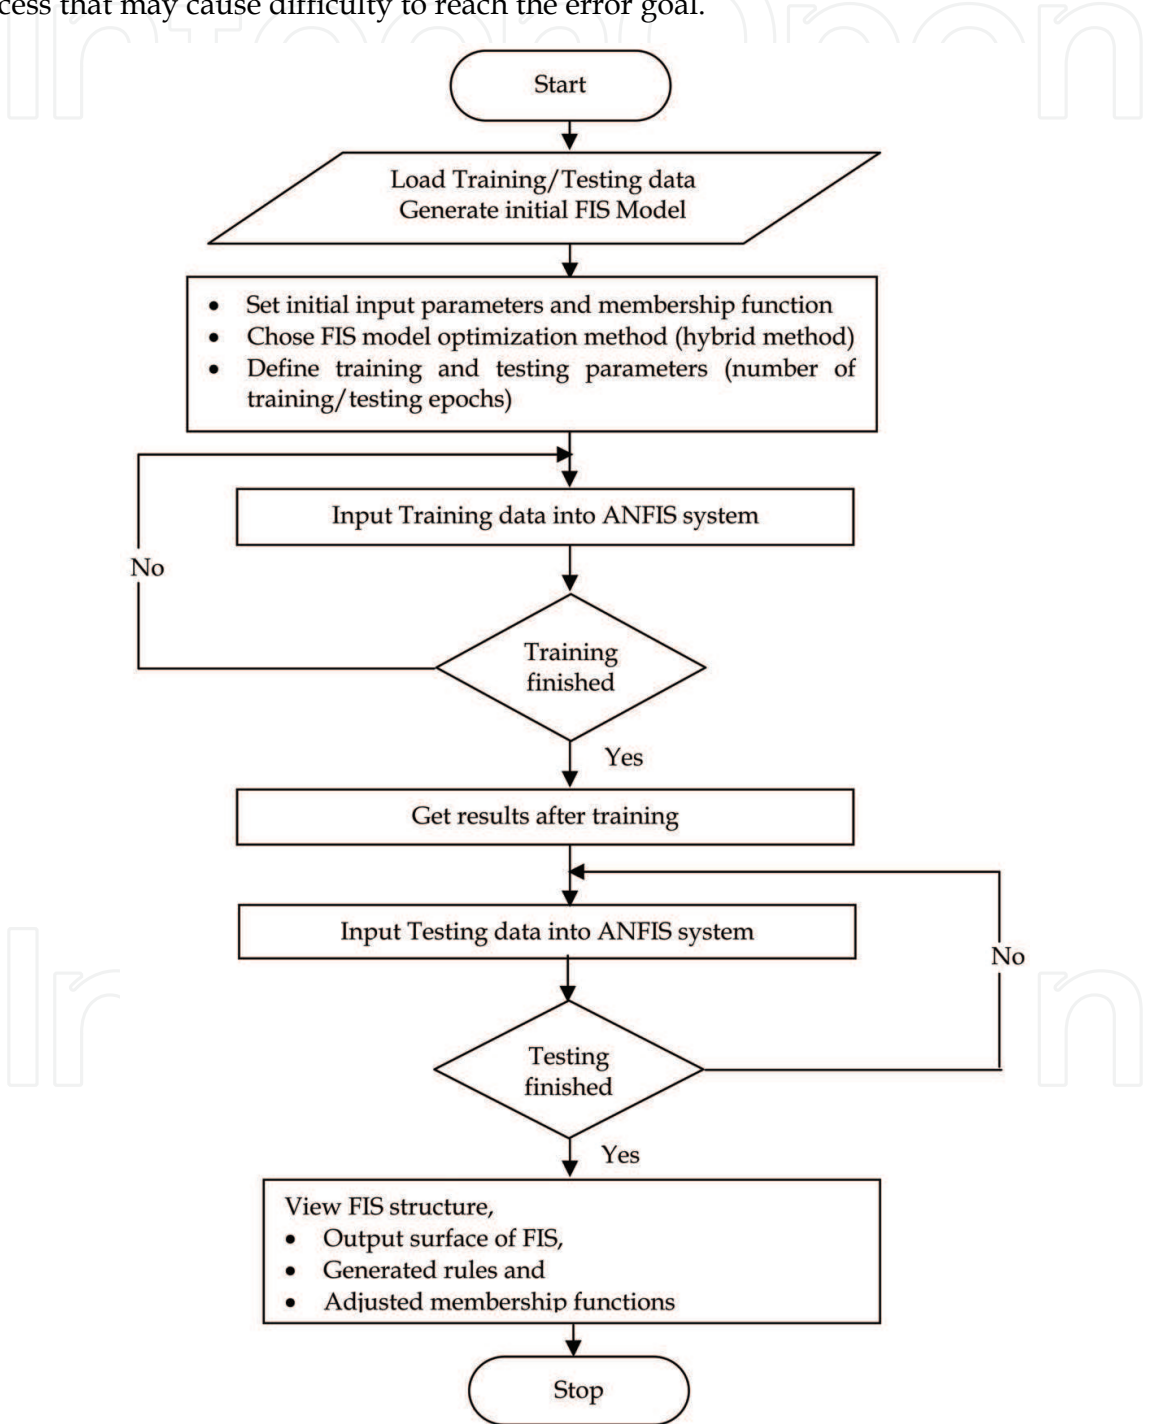 cess that may cause difficulty to reach the error goal.
Start
Load Training/Testing data
Generate initial FIS Model
• Set initial input parameters and membership function
• Chose FIS model optimization method (hybrid method)
• Define training and testing parameters (number of
training/testing epochs)
Input Training data into ANFIS system
No
Training
finished
Yes
Get results after training
Input Testing data into ANFIS system
No
Testing
finished
Yes
View FIS structure,
• Output surface of FIS,
• Generated rules and
• Adjusted membership functions
Stop